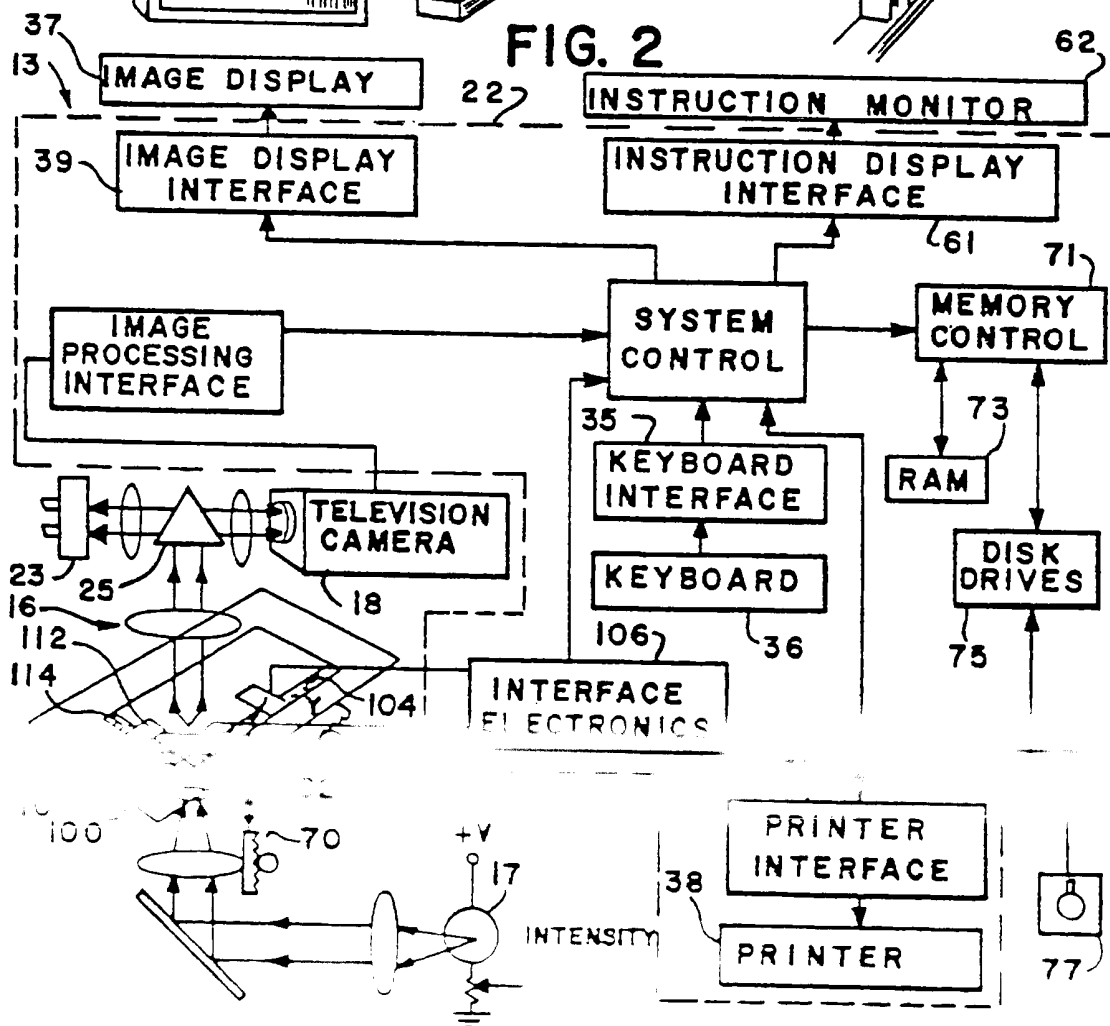 FIG. 2
37
13
IMAGE DISPLAY
22
62
INSTRUCTION MONITOR
39
IMAGE DISPLAY
INTERFACE
INSTRUCTION DISPLAY
INTERFACE
61
71
IMAGE
PROCESSING
INTERFACE
SYSTEM
CONTROL
MEMORY
CONTROL
35
73
KEYBOARD
INTERFACE
RAM
TELEVISION
CAMERA
23
25
18
KEYBOARD
36
DISK
DRIVES
75
16
112
114
104
106
INTERFACE
ELECTRONICS
100
70
+V
17
INTENSITY
PRINTER
INTERFACE
38
PRINTER
77